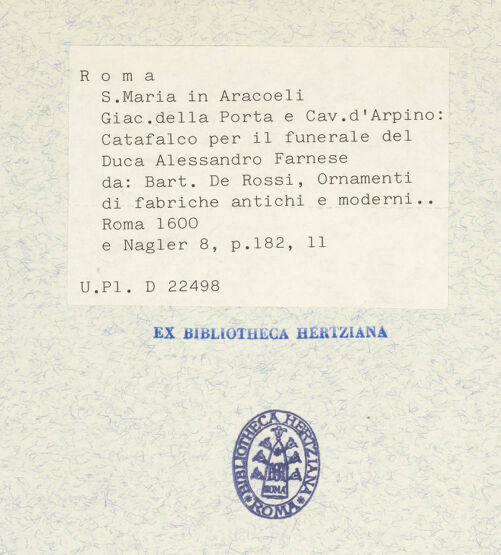 R o m a
S.Maria in Aracoeli
Giac.della Porta e Cav.d'Arpino:
Catafalco per il funerale del
Duca Alessandro Farnese
da: Bart. De Rossi, Ornamenti
di fabriche antichi e moderni..
Roma 1600
e Nagler 8, p.182, ll
U.Pl. D 22498
EX BIBLIOTHECA HERTZIANA
*BIBLIOTHECA HERTZIANA*
ROMA
ROMA